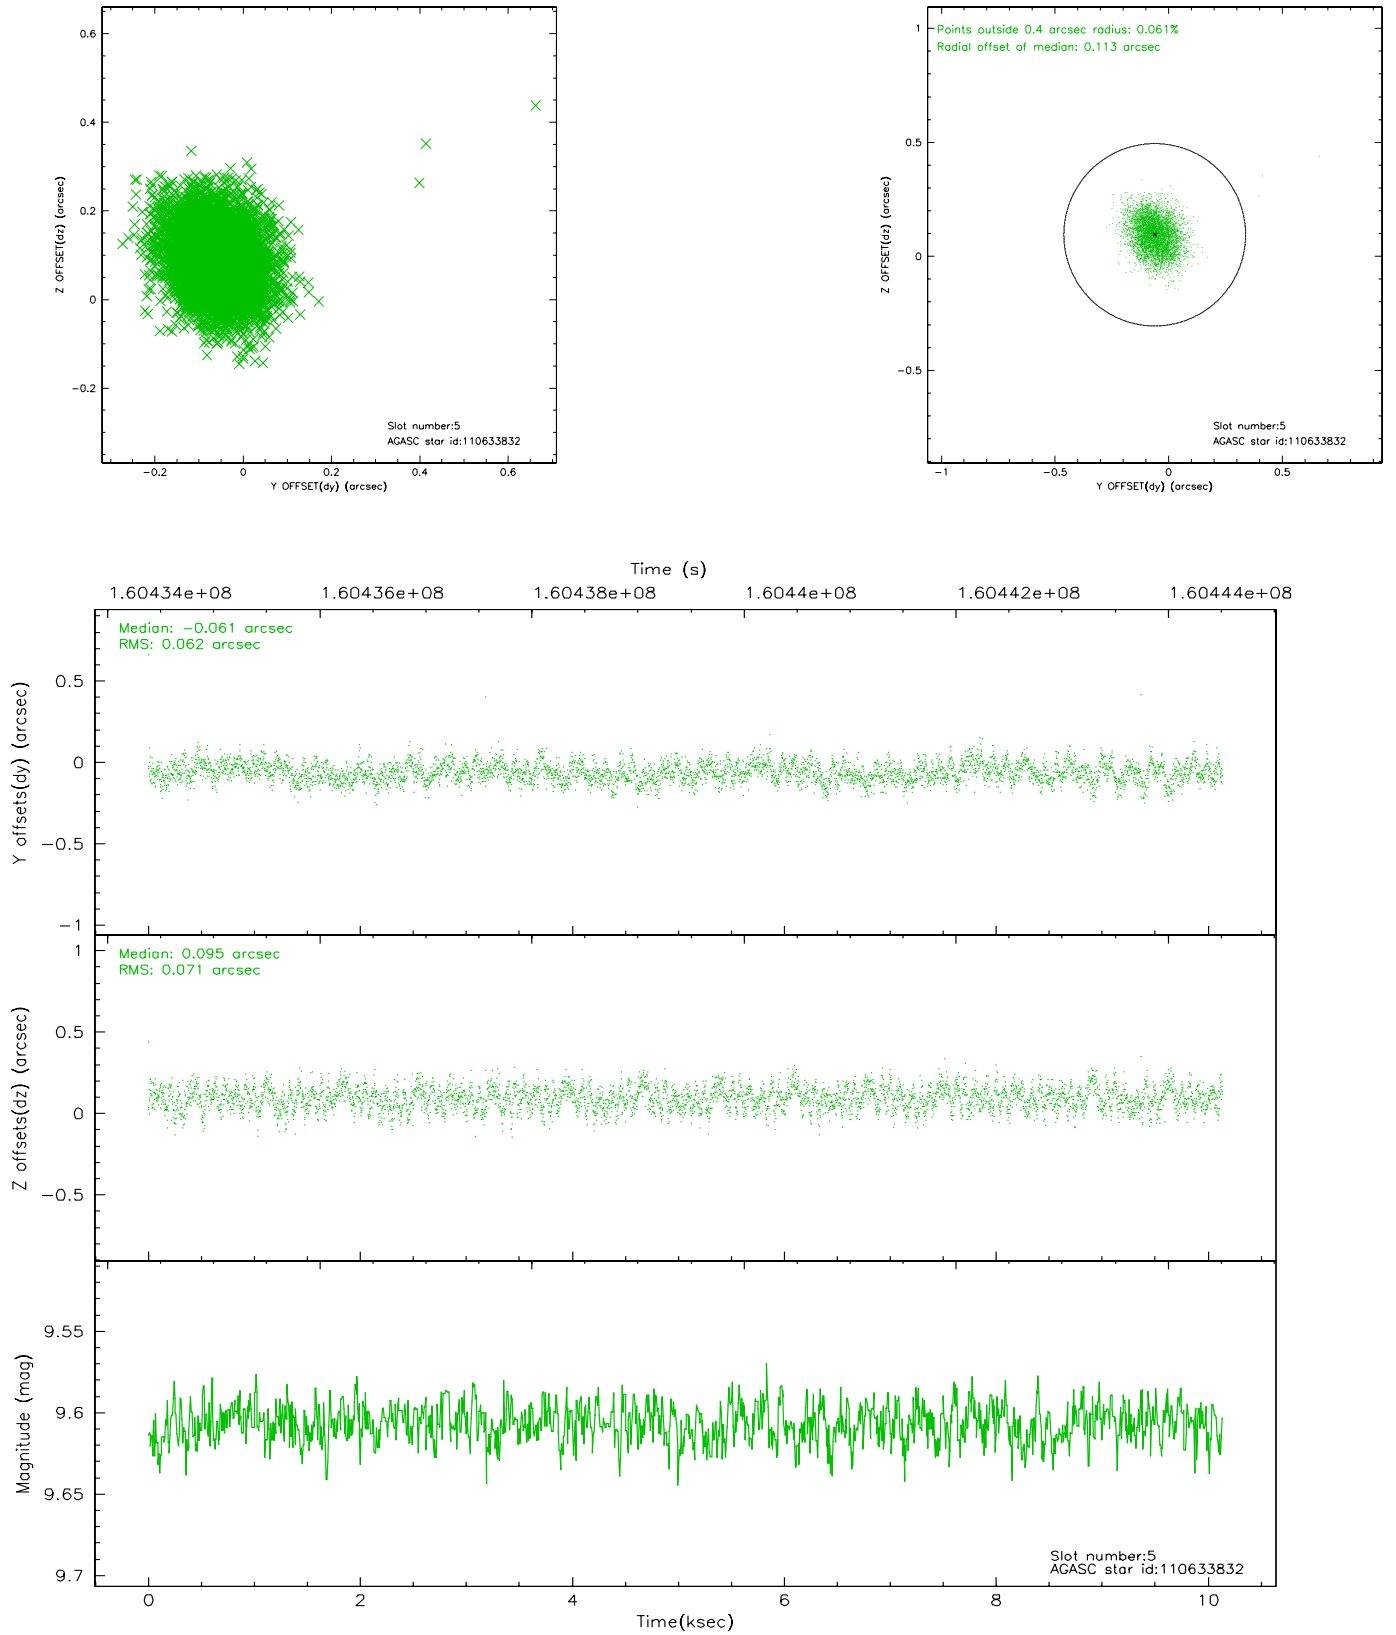 0.6
0.4
0.2
0
−0.2
Z OFFSET(dz) (arcsec)
Slot number:5
AGASC star id:110633832
−0.2 0 0.2 0.4 0.6
Y OFFSET(dy) (arcsec)
Points outside 0.4 arcsec radius: 0.061%
Radial offset of median: 0.113 arcsec
1
0.5
0
−0.5
Z OFFSET(dz) (arcsec)
Slot number:5
AGASC star id:110633832
−1 −0.5 0 0.5
Y OFFSET(dy) (arcsec)
Time (s)
1.60434e+08 1.60436e+08 1.60438e+08 1.6044e+08 1.60442e+08 1.60444e+08
Median: −0.061 arcsec
RMS: 0.062 arcsec
0.5
0
−0.5
−1
Y offsets(dy) (arcsec)
Median: 0.095 arcsec
RMS: 0.071 arcsec
1
0.5
0
−0.5
Z offsets(dz) (arcsec)
9.55
9.6
9.65
9.7
Magnitude (mag)
Slot number:5
AGASC star id:110633832
0 2 4 6 8 10
Time(ksec)